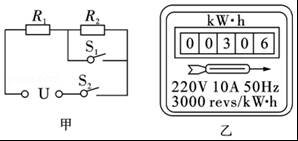 R₁ R₂
S₁
S₂
U
甲
kW·h
0 0 3 0 6
220V 10A 50Hz
3000 revs/kW·h
乙